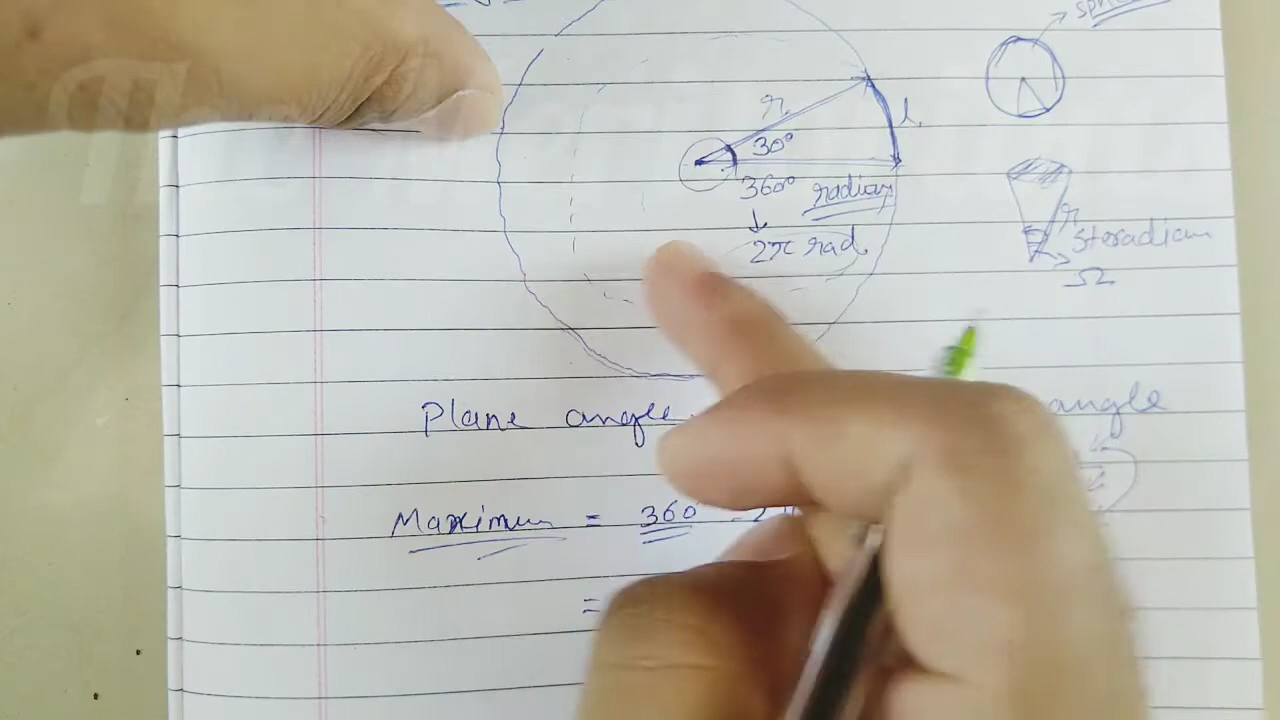 r
l
30°
360° radian
2π rad
r
Steradian
Ω
Plane angle angle
Maximum = 360°
=